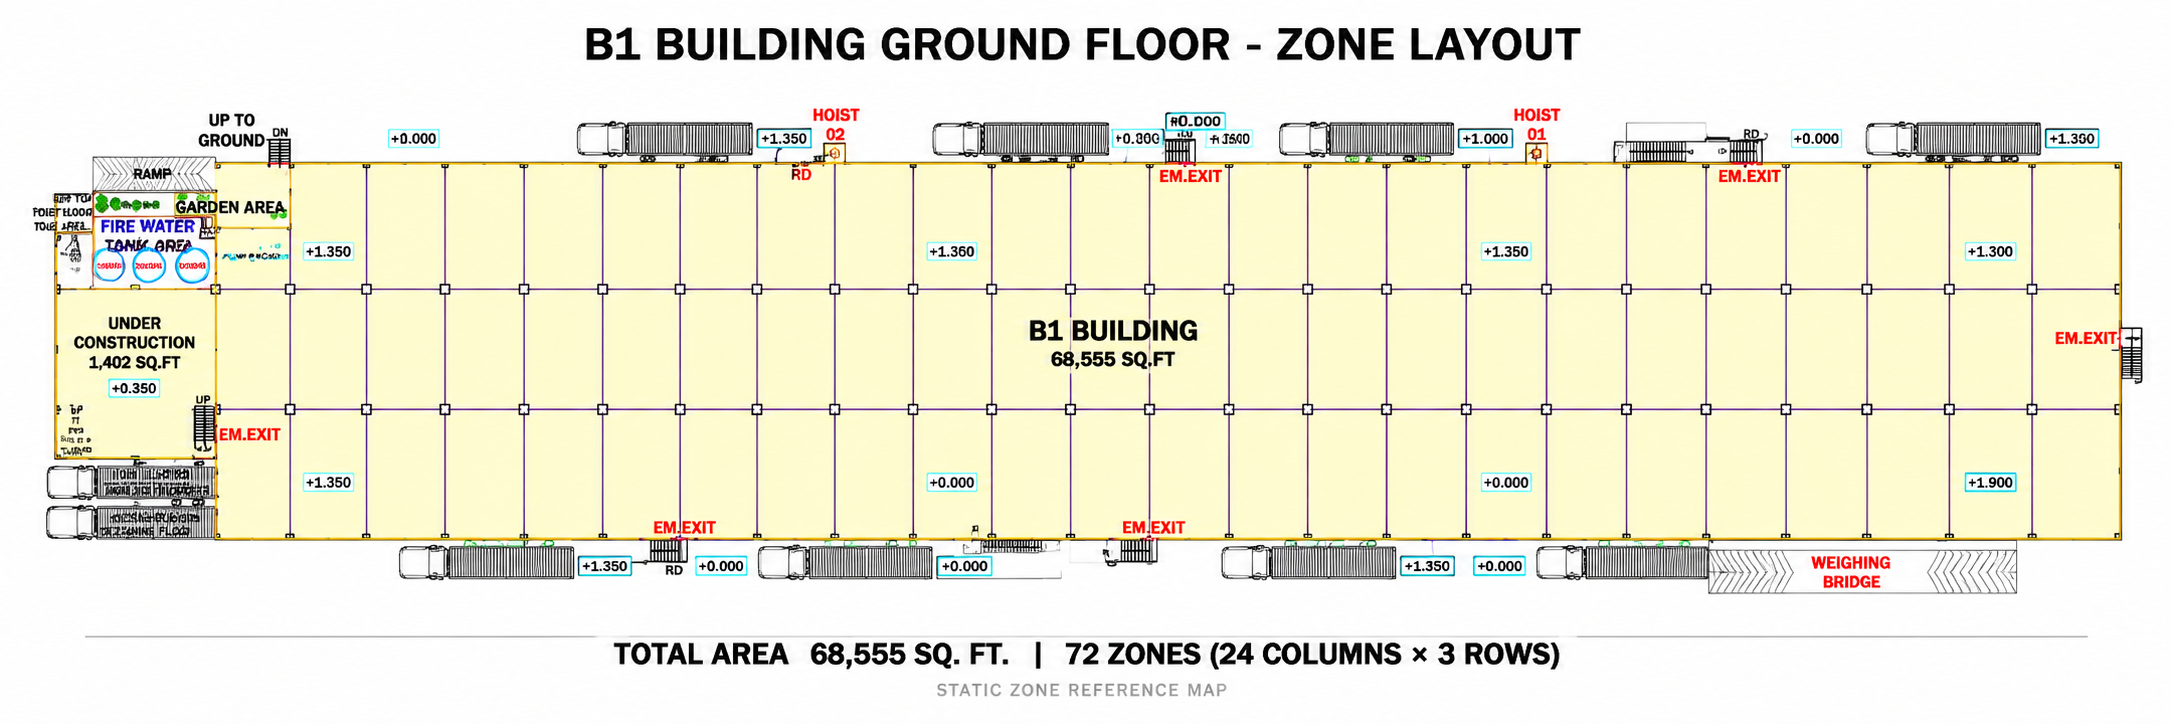 B1 BUILDING GROUND FLOOR - ZONE LAYOUT
UP TO
GROUND
DN
+0.000
+1.350
HOIST
02
RD
+1.000
HOIST
01
RD
+0.000
+1.350
EM.EXIT
EM.EXIT
RAMP
GARDEN AREA
FIRE WATER
TANK AREA
+1.350
+1.360
+1.350
+1.300
UNDER
CONSTRUCTION
1,402 SQ.FT
+0.350
UP
B1 BUILDING
68,555 SQ.FT
EM.EXIT
EM.EXIT
+1.350
+0.000
+0.000
+1.900
EM.EXIT
EM.EXIT
+1.350
RD
+0.000
+0.000
+1.350
+0.000
WEIGHING
BRIDGE
TOTAL AREA 68,555 SQ. FT. | 72 ZONES (24 COLUMNS × 3 ROWS)
STATIC ZONE REFERENCE MAP